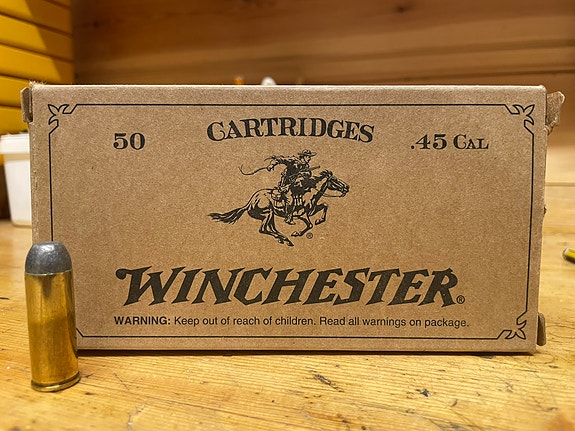 50 CARTRIDGES .45 CAL
WINCHESTER®
WARNING: Keep out of reach of children. Read all warnings on package.